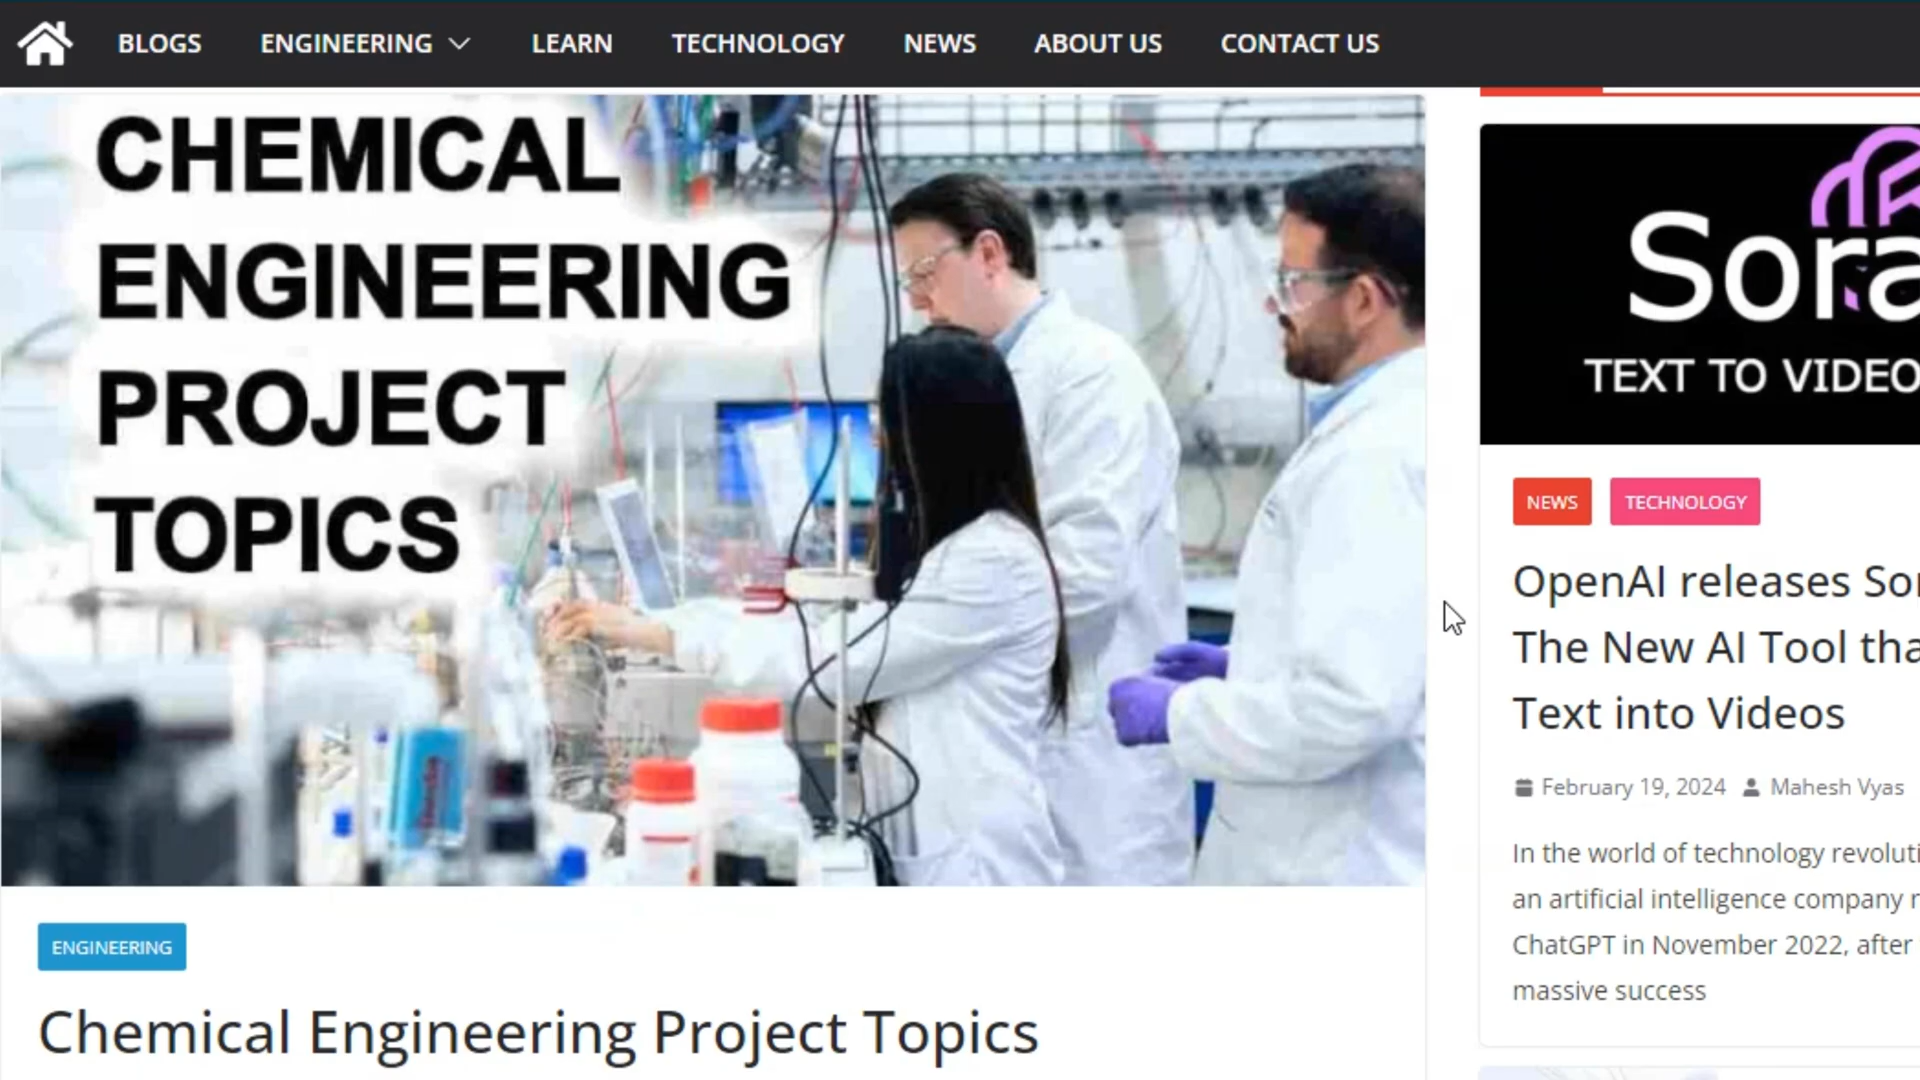 BLOGS ENGINEERING LEARN TECHNOLOGY NEWS ABOUT US CONTACT US
CHEMICAL
ENGINEERING
PROJECT
TOPICS
ENGINEERING
Chemical Engineering Project Topics
Sora
TEXT TO VIDEO
NEWS TECHNOLOGY
OpenAI releases
The New AI Tool
Text into Videos
February 19, 2024 Mahesh Vyas
In the world of technology
an artificial intelligence company
ChatGPT in November 2022, after
massive success